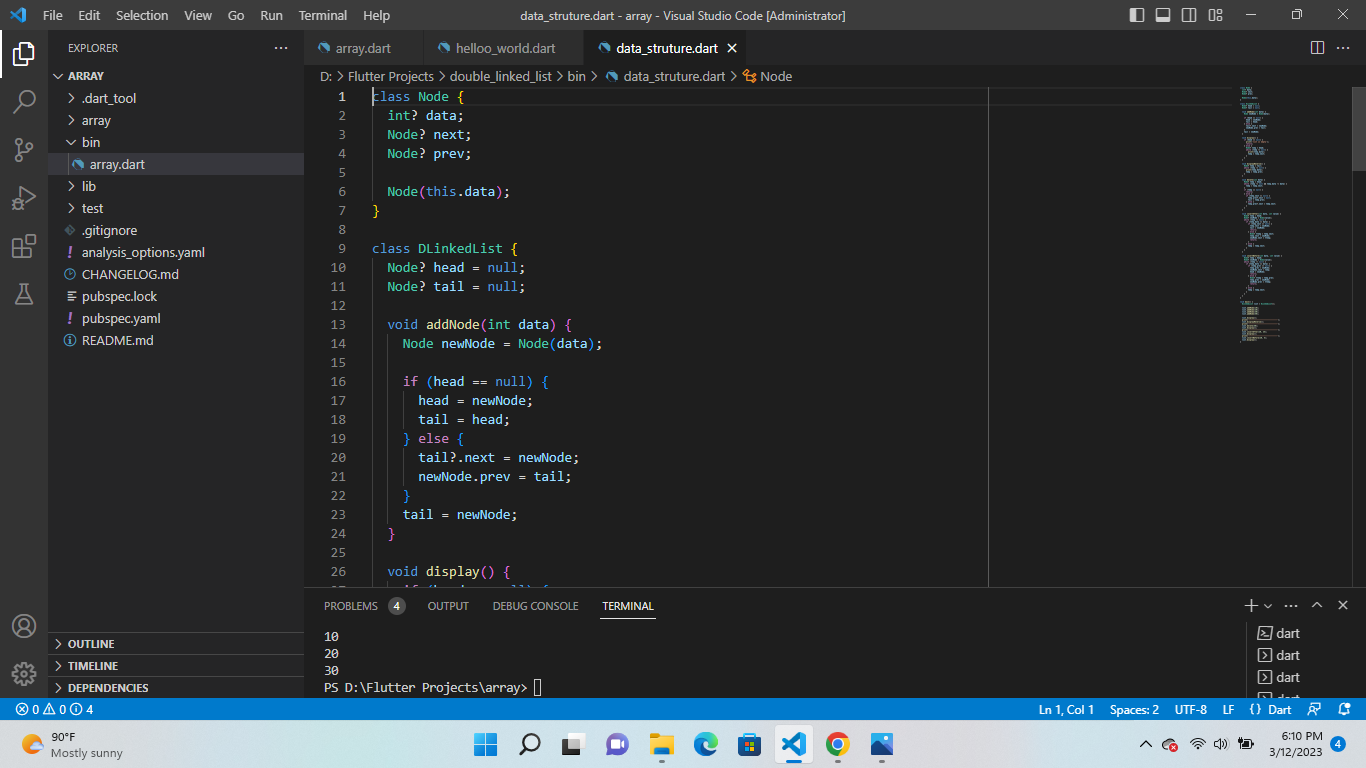 File Edit Selection View Go Run Terminal Help data_struture.dart - array - Visual Studio Code [Administrator]
EXPLORER
ARRAY
.dart_tool
array
bin
array.dart
lib
test
.gitignore
! analysis_options.yaml
CHANGELOG.md
pubspec.lock
! pubspec.yaml
README.md
OUTLINE
TIMELINE
DEPENDENCIES
array.dart helloo_world.dart data_struture.dart
D: > Flutter Projects > double_linked_list > bin > data_struture.dart > Node
1 class Node {
2 int? data;
3 Node? next;
4 Node? prev;
5
6 Node(this.data);
7 }
8
9 class DLinkedList {
10 Node? head = null;
11 Node? tail = null;
12
13 void addNode(int data) {
14 Node newNode = Node(data);
15
16 if (head == null) {
17 head = newNode;
18 tail = head;
19 } else {
20 tail?.next = newNode;
21 newNode.prev = tail;
22 }
23 tail = newNode;
24 }
25
26 void display() {
PROBLEMS 4 OUTPUT DEBUG CONSOLE TERMINAL
10
20
30
PS D:\Flutter Projects\array>
dart
dart
dart
0 0 4 Ln 1, Col 1 Spaces: 2 UTF-8 LF {} Dart
90°F
Mostly sunny
6:10 PM
3/12/2023
4